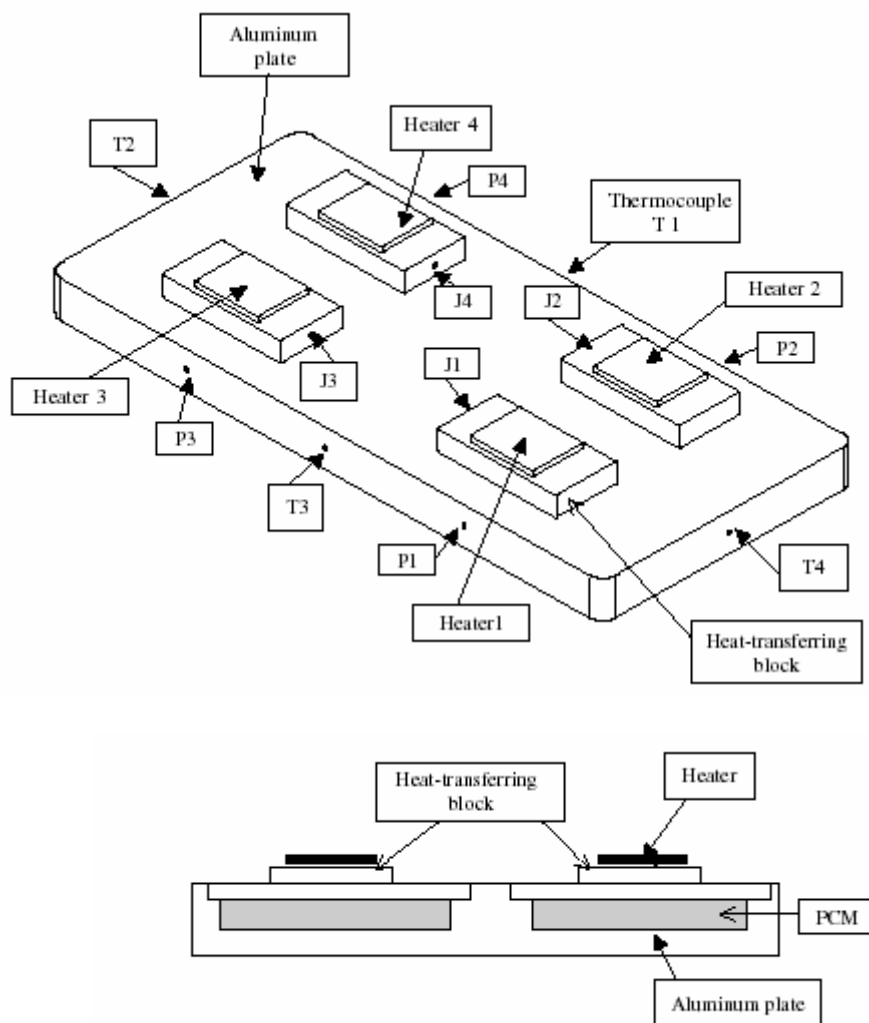 Aluminum
plate
Heater 4
T2
P4
Thermocouple
T 1
J4
J2
Heater 2
P2
J1
J3
Heater 3
P3
T3
P1
T4
Heater1
Heat-transferring
block
Heat-transferring
block
Heater
PCM
Aluminum plate